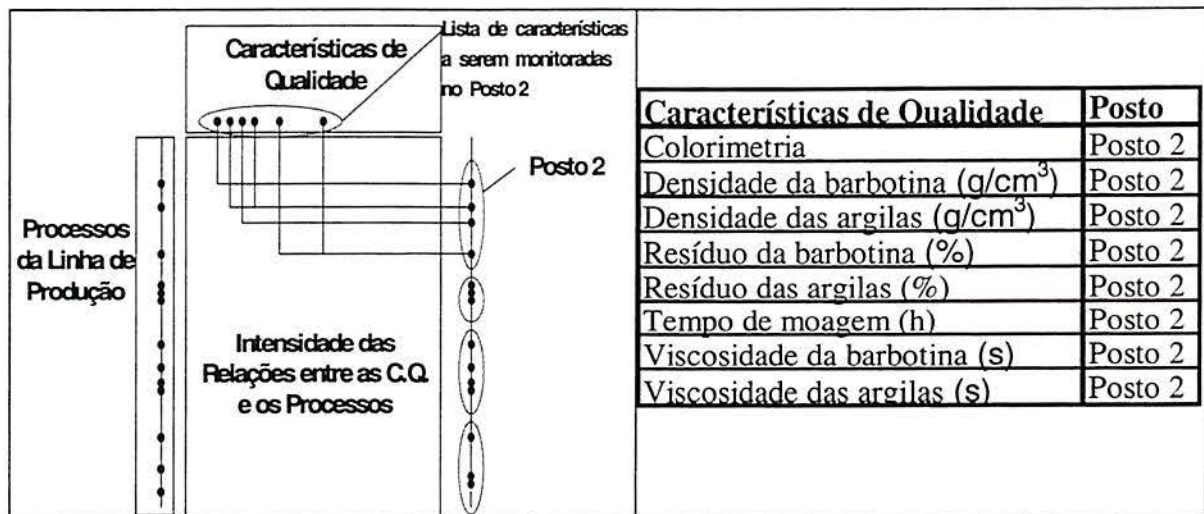 Características de
Qualidade
Lista de características
a serem monitoradas
no Posto 2
Posto 2
Processos
da Linha de
Produção
Intensidade das
Relações entre as C.Q.
e os Processos
Características de Qualidade Posto
Colorimetria Posto 2
Densidade da barbotina (g/cm³) Posto 2
Densidade das argilas (g/cm³) Posto 2
Resíduo da barbotina (%) Posto 2
Resíduo das argilas (%) Posto 2
Tempo de moagem (h) Posto 2
Viscosidade da barbotina (s) Posto 2
Viscosidade das argilas (s) Posto 2